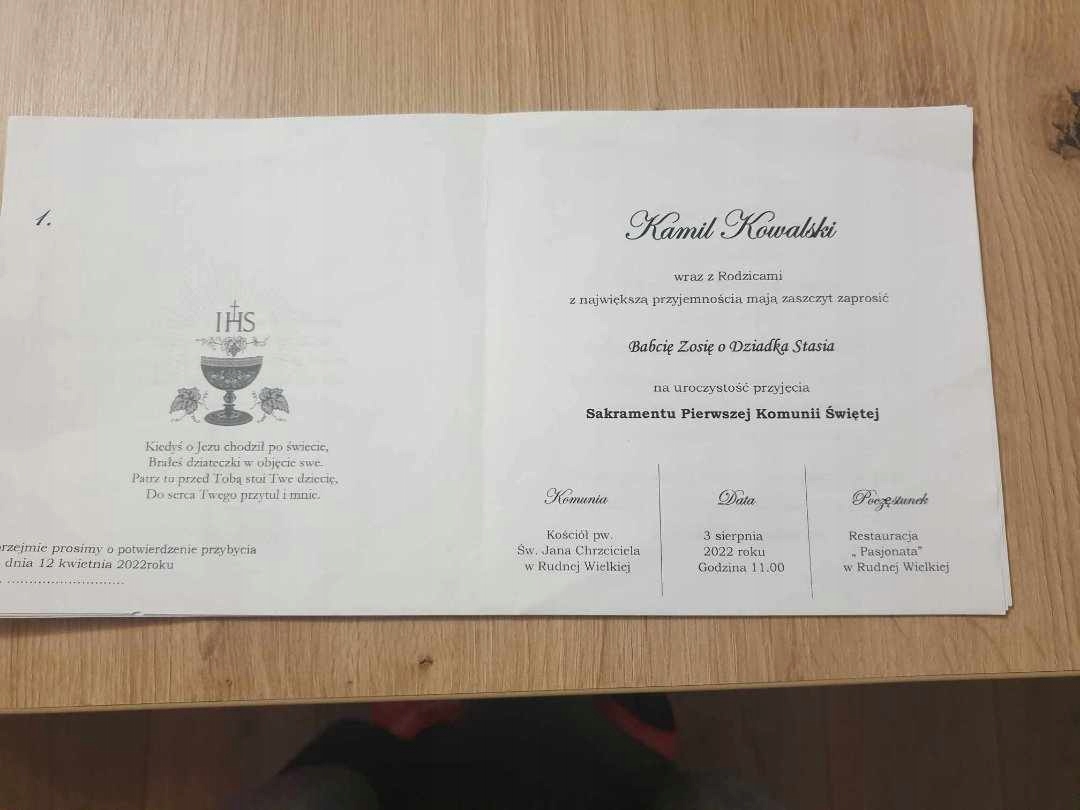 1.
IHS
Kiedyś o Jezu chodził po świecie,
Brałeś dziateczki w objęcie swe.
Patrz tu przed Tobą stoi Twe dziecię,
Do serca Twego przytul i mnie.
rzejmie prosimy o potwierdzenie przybycia
dnia 12 kwietnia 2022roku
. ...........................
Kamil Kowalski
wraz z Rodzicami
z największą przyjemnością mają zaszczyt zaprosić
Babcię Zosię o Dziadka Stasia
na uroczystość przyjęcia
Sakramentu Pierwszej Komunii Świętej
Komunia
Kościół pw.
Św. Jana Chrzciciela
w Rudnej Wielkiej
Data
3 sierpnia
2022 roku
Godzina 11.00
Poczęstunek
Restauracja
„ Pasjonata”
w Rudnej Wielkiej